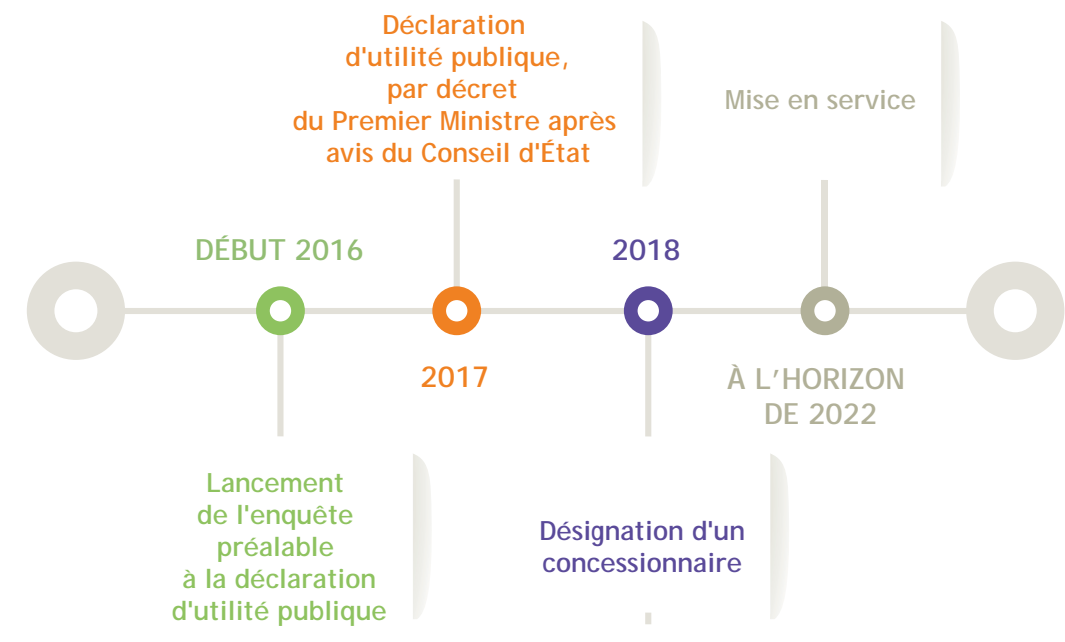 DÉBUT 2016
Lancement
de l'enquête
préalable
à la déclaration
d'utilité publique
Déclaration
d'utilité publique,
par décret
du Premier Ministre après
avis du Conseil d'État
2017
2018
Désignation d'un
concessionnaire
Mise en service
À L’HORIZON
DE 2022